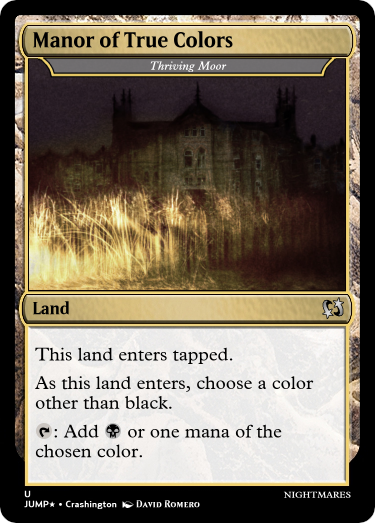 Manor of True Colors
Thriving Moor
Land
This land enters tapped.
As this land enters, choose a color
other than black.
: Add or one mana of the
chosen color.
U
NIGHTMARES
JUMP★ • Crashington DAVID ROMERO